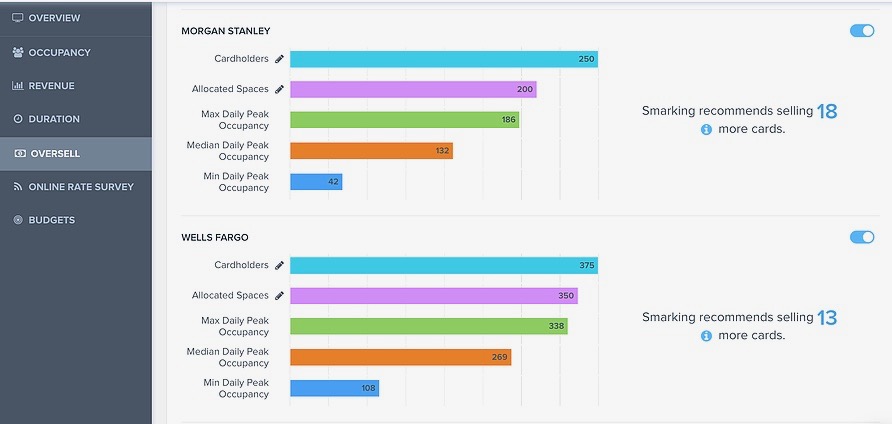 OVERVIEW
OCCUPANCY
REVENUE
DURATION
OVERSELL
ONLINE RATE SURVEY
BUDGETS
MORGAN STANLEY
Cardholders 250
Allocated Spaces 200
Max Daily Peak
Occupancy 186
Median Daily Peak
Occupancy 132
Min Daily Peak
Occupancy 42
Smarking recommends selling 18
i more cards.
WELLS FARGO
Cardholders 375
Allocated Spaces 350
Max Daily Peak
Occupancy 338
Median Daily Peak
Occupancy 269
Min Daily Peak
Occupancy 108
Smarking recommends selling 13
i more cards.